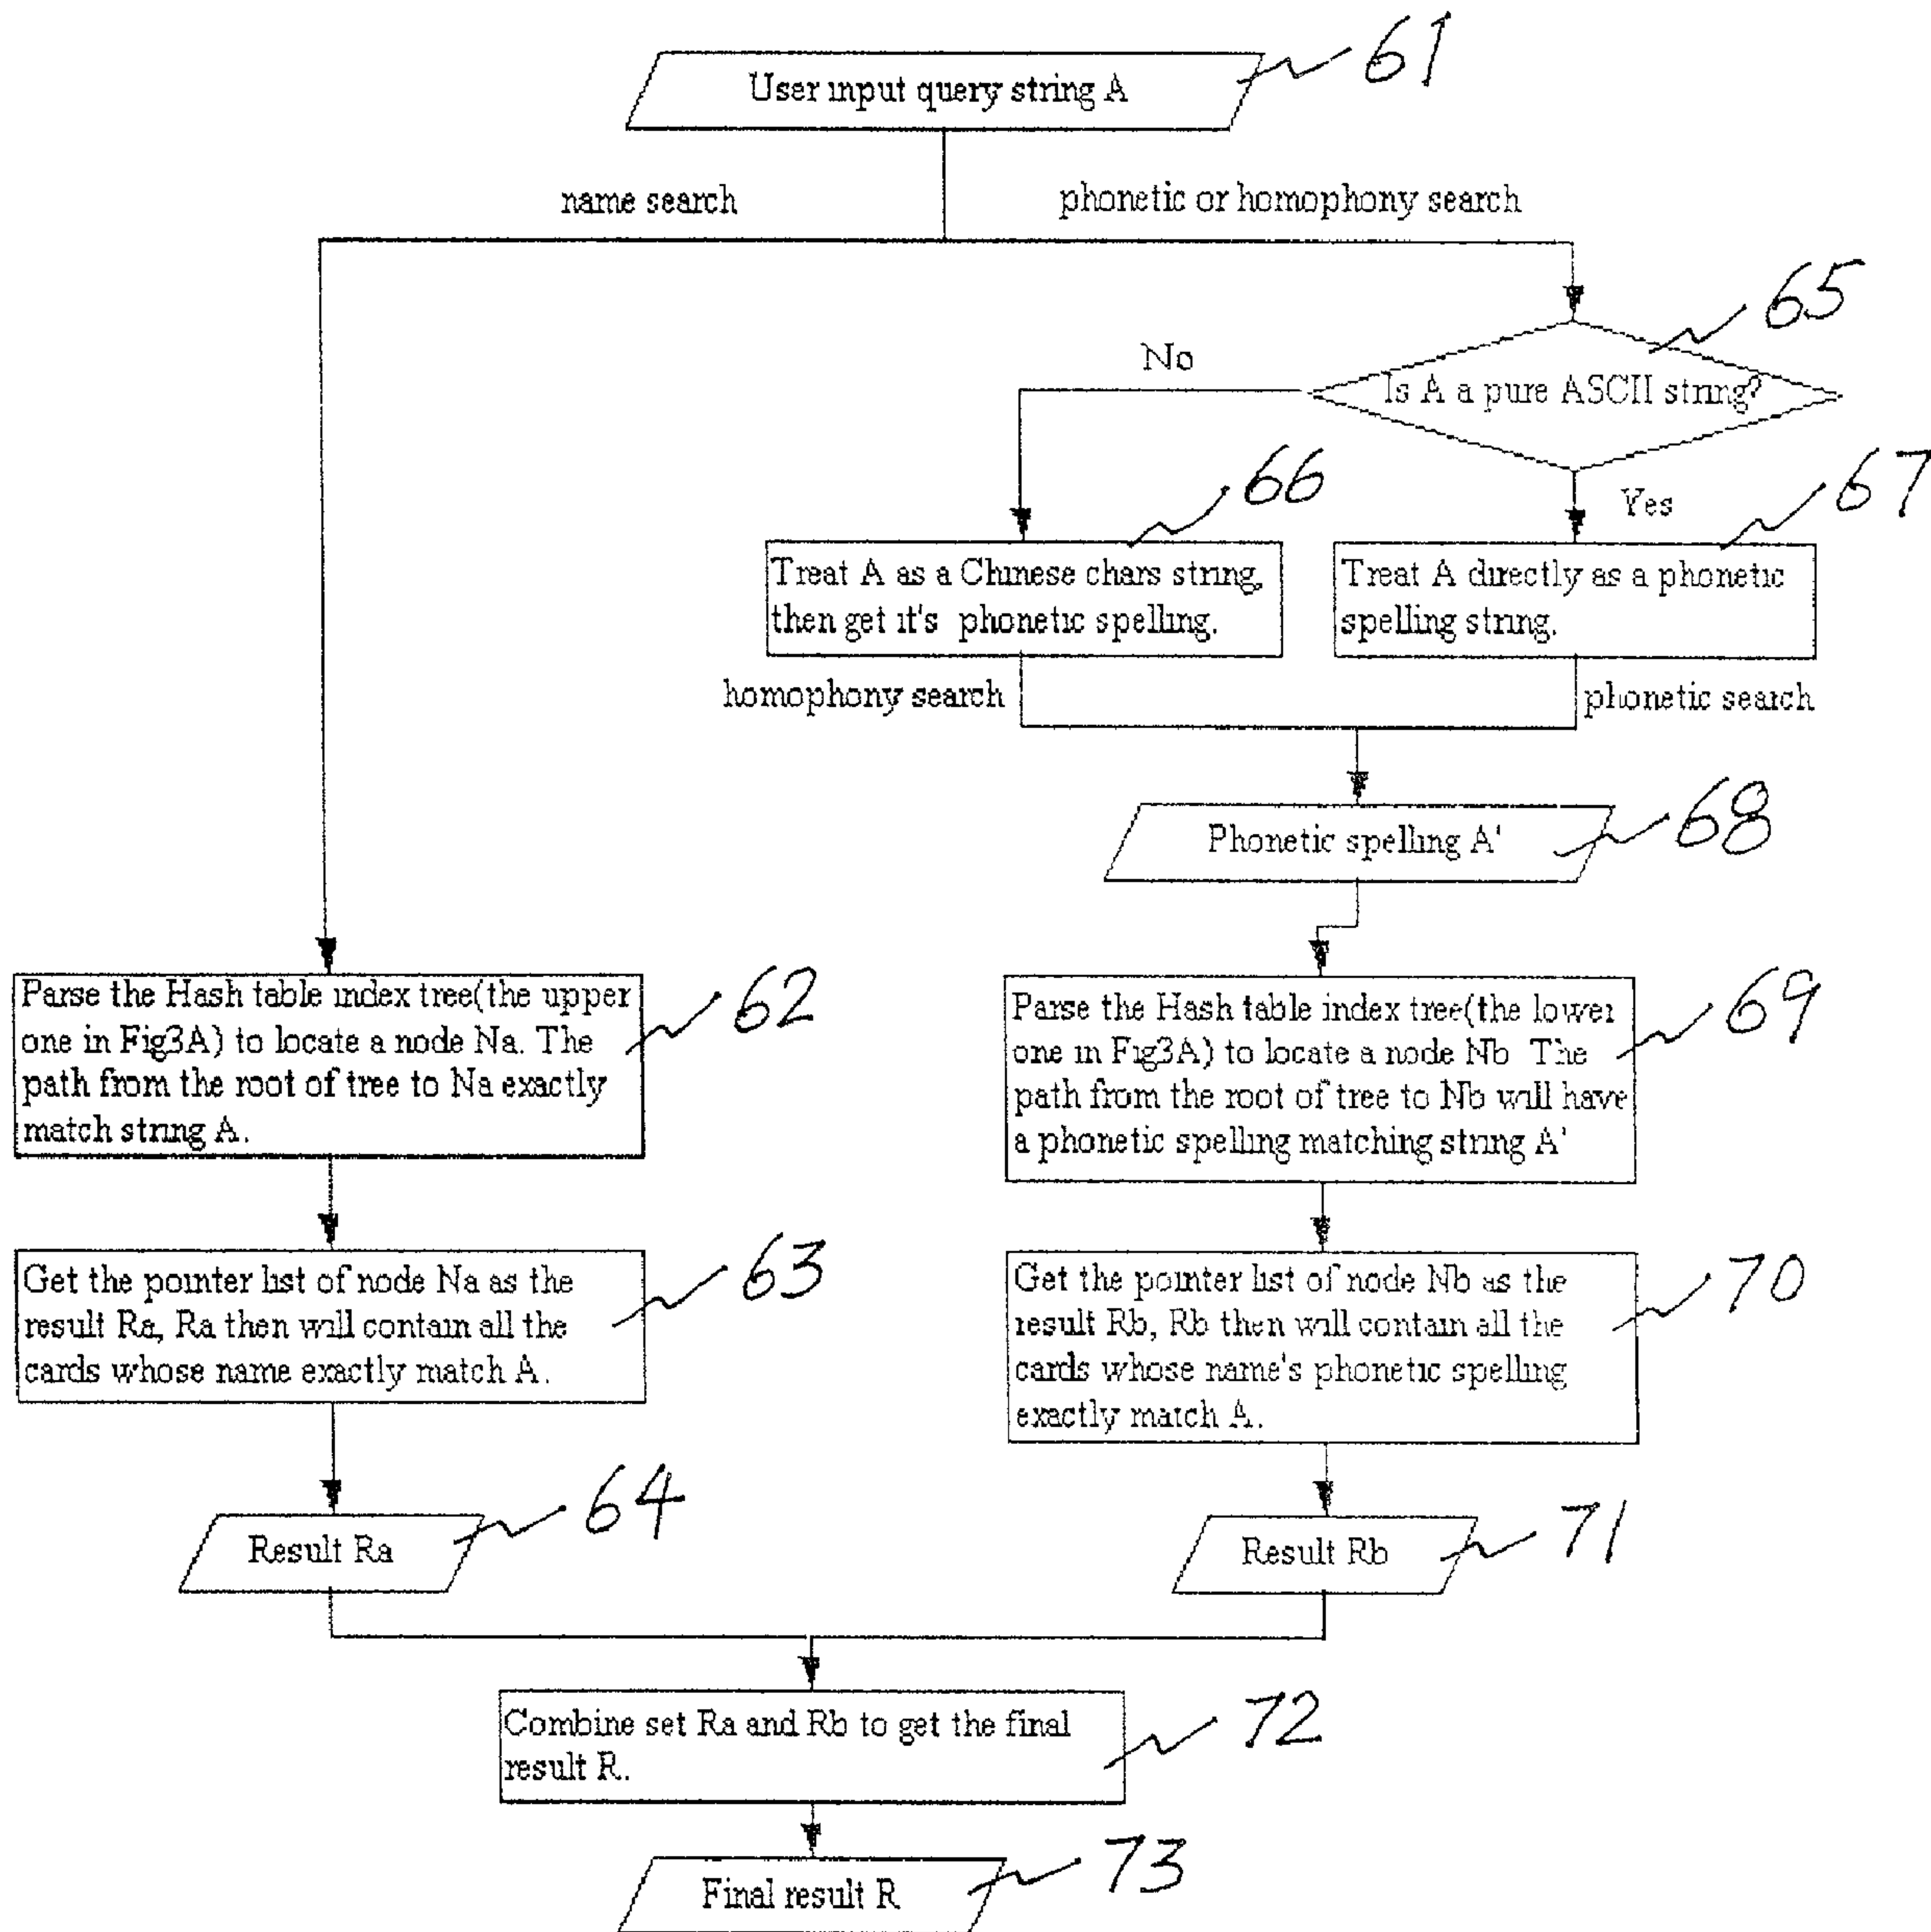 User input query string A
61
name search
phonetic or homophony search
65
Is A a pure ASCII string?
No
Yes
66
67
Treat A as a Chinese chars string,
then get it's phonetic spelling.
Treat A directly as a phonetic
spelling string.
homophony search
phonetic search
Phonetic spelling A'
68
Parse the Hash table index tree(the upper
one in Fig3A) to locate a node Na. The
path from the root of tree to Na exactly
match string A.
62
Parse the Hash table index tree(the lower
one in Fig3A) to locate a node Nb The
path from the root of tree to Nb will have
a phonetic spelling matching string A'
69
Get the pointer list of node Na as the
result Ra, Ra then will contain all the
cards whose name exactly match A.
63
Get the pointer list of node Nb as the
result Rb, Rb then will contain all the
cards whose name's phonetic spelling
exactly match A.
70
Result Ra
64
Result Rb
71
Combine set Ra and Rb to get the final
result R.
72
Final result R
73